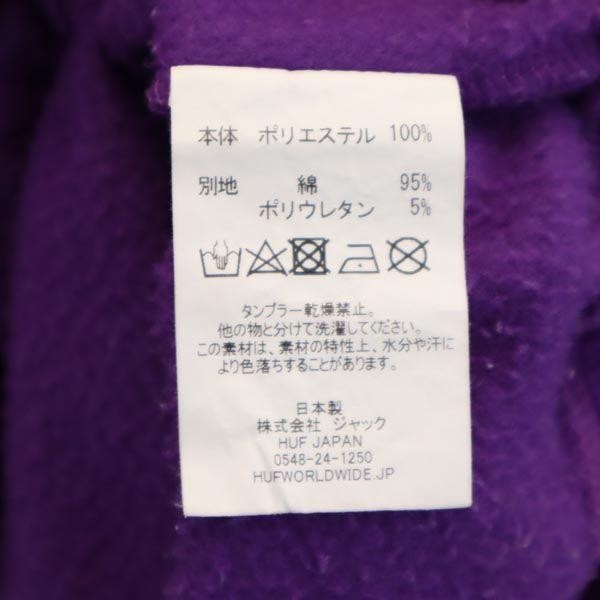 本体 ポリエステル 100%
別地 綿 95%
ポリウレタン 5%
タンブラー乾燥禁止。
他の物と分けて洗濯してください。
この素材は、素材の特性上、水分や汗に
より色落ちする事があります。
日本製
株式会社 ジャック
HUF JAPAN
0548-24-1250
HUFWORLDWIDE.JP